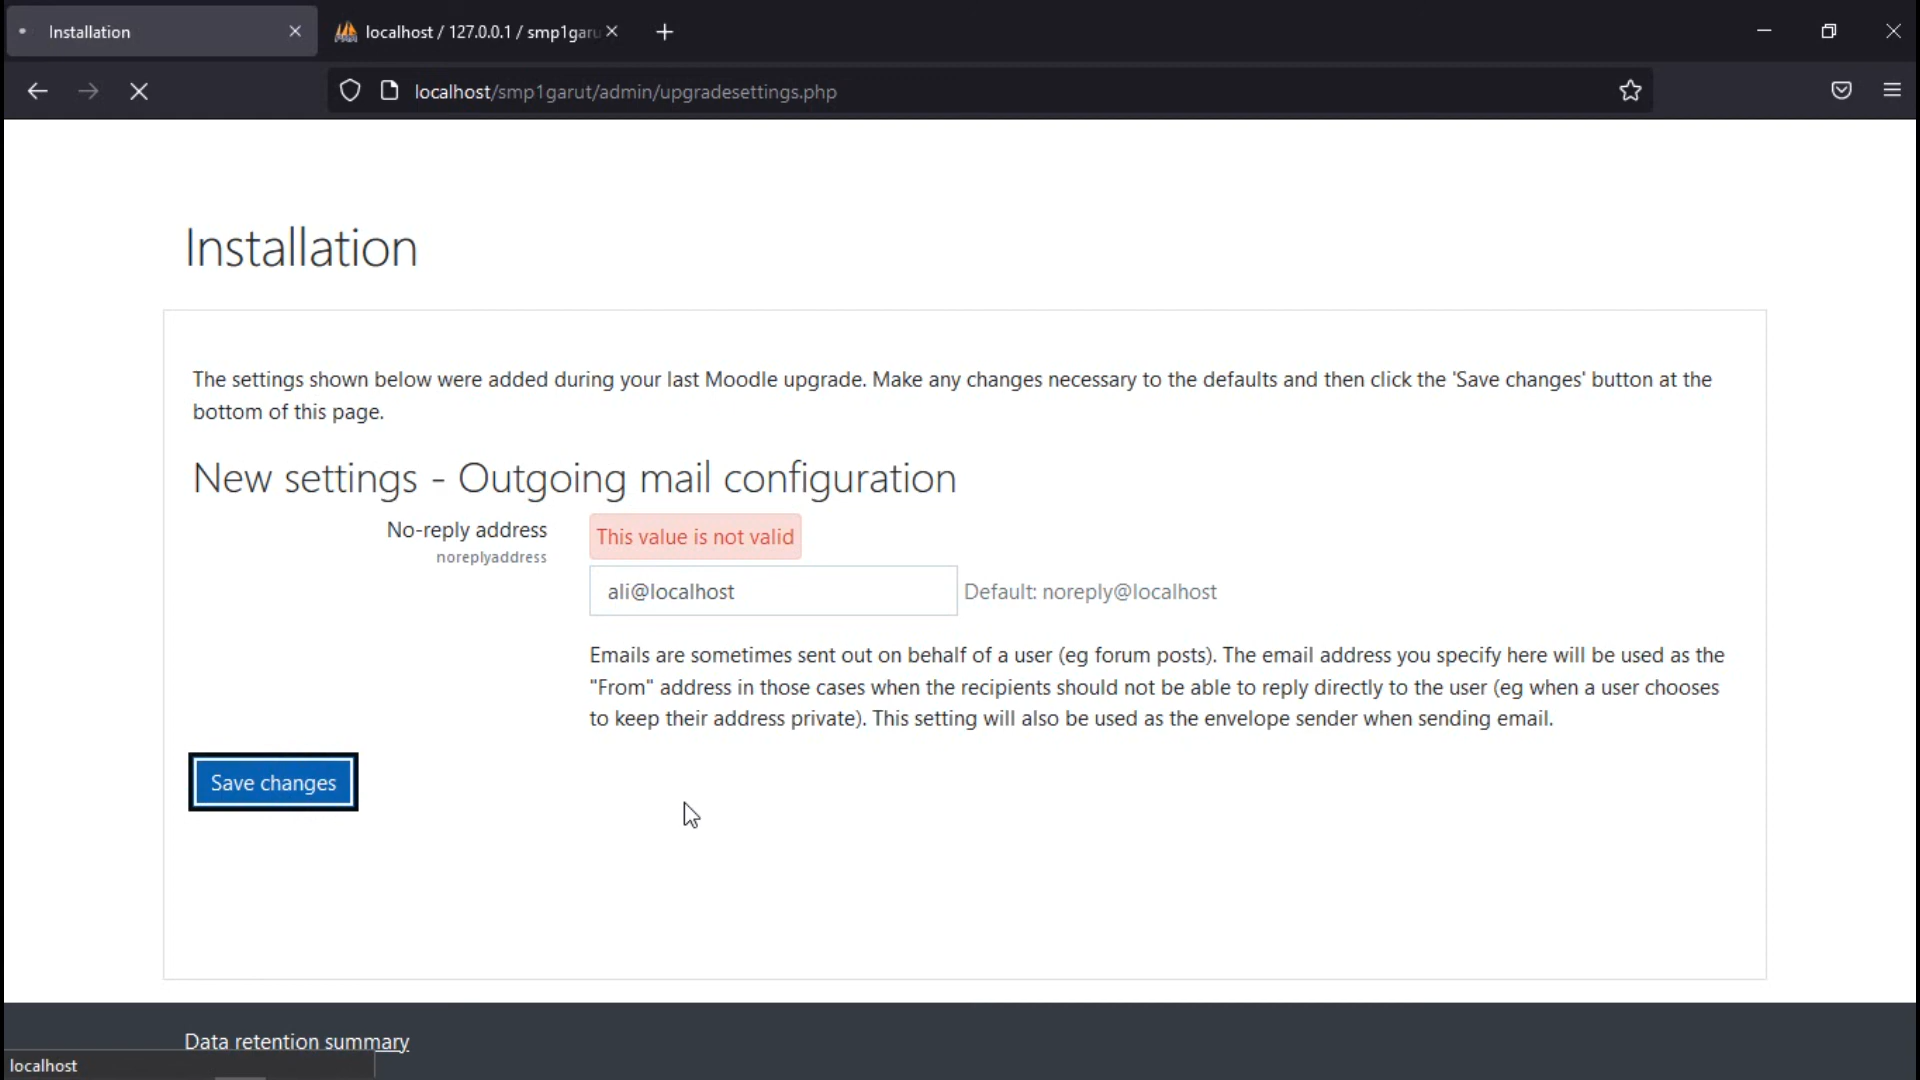 Installation
localhost / 127.0.0.1 / smp1garu
localhost/smp1garut/admin/upgradesettings.php
Installation
The settings shown below were added during your last Moodle upgrade. Make any changes necessary to the defaults and then click the 'Save changes' button at the
bottom of this page.
New settings - Outgoing mail configuration
No-reply address
This value is not valid
noreplyaddress
ali@localhost
Default: noreply@localhost
Emails are sometimes sent out on behalf of a user (eg forum posts). The email address you specify here will be used as the
"From" address in those cases when the recipients should not be able to reply directly to the user (eg when a user chooses
to keep their address private). This setting will also be used as the envelope sender when sending email.
Save changes
Data retention summary
localhost